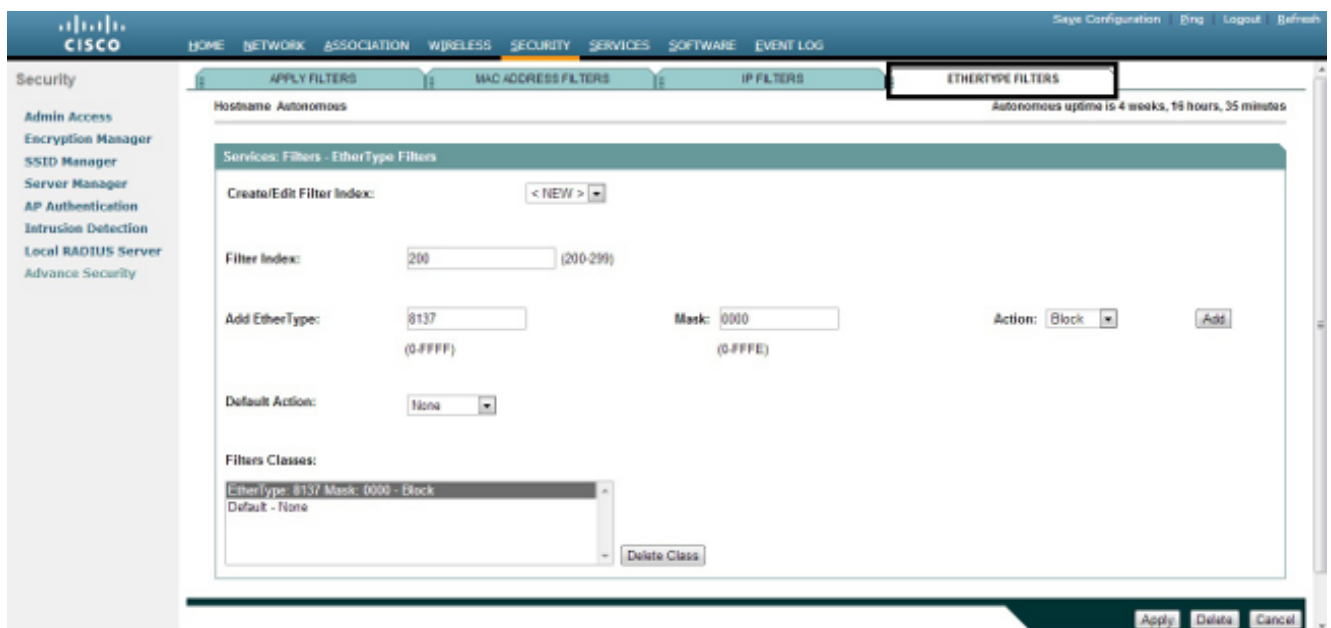 Save Configuration Ping Logout Refresh
CISCO
HOME NETWORK ASSOCIATION WIRELESS SECURITY SERVICES SOFTWARE EVENT LOG
Security
APPLY FILTERS MAC ADDRESS FILTERS IP FILTERS ETHERTYPE FILTERS
Hostname Autonomous Autonomous uptime is 4 weeks, 16 hours, 35 minutes
Admin Access
Encryption Manager
SSID Manager
Server Manager
AP Authentication
Intrusion Detection
Local RADIUS Server
Advance Security
Services: Filters - EtherType Filters
Create/Edit Filter Index: < NEW >
Filter Index: 200 (200-299)
Add EtherType: 8137 Mask: 0000 Action: Block Add
(0-FFFF) (0-FFFE)
Default Action: None
Filters Classes:
EtherType: 8137 Mask: 0000 - Block
Default - None
Delete Class
Apply Delete Cancel